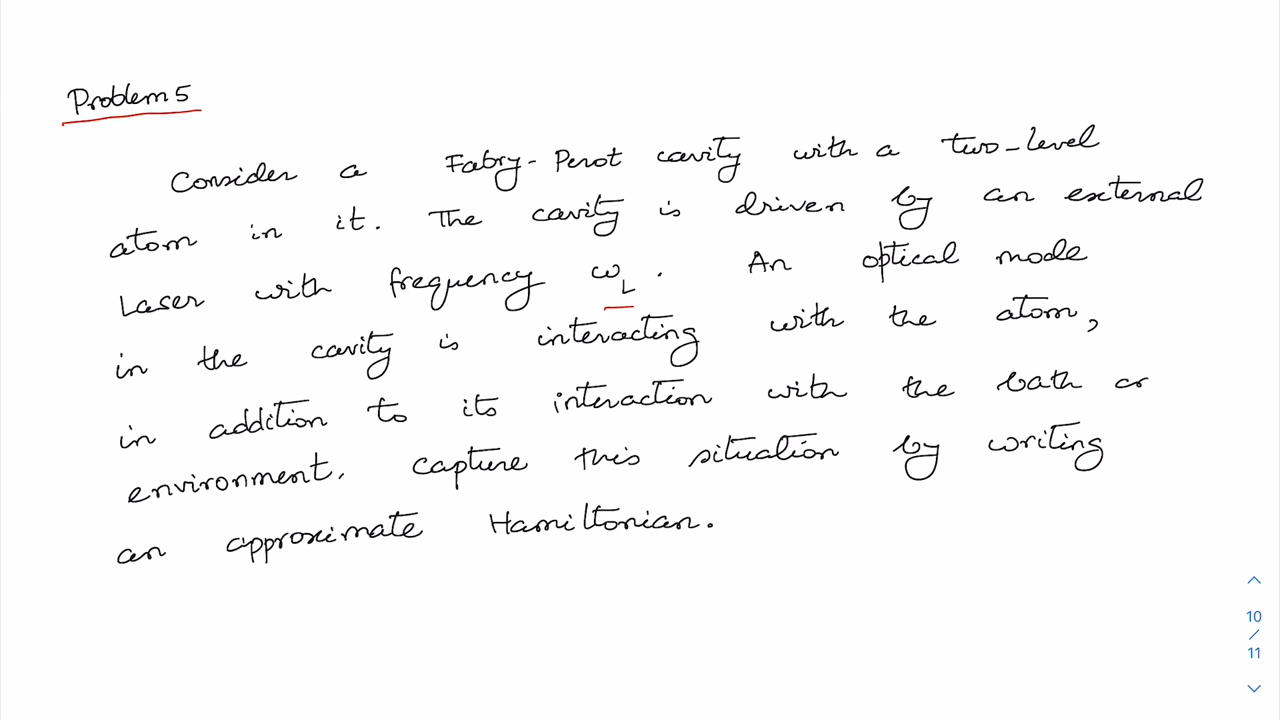 Problem 5
Consider a Fabry-Perot cavity with a two-level
atom in it. The cavity is driven by an external
Laser with frequency ω_L. An optical mode
in the cavity is interacting with the atom,
in addition to its interaction with the bath or
environment. Capture this situation by writing
an approximate Hamiltonian.
10
/
11